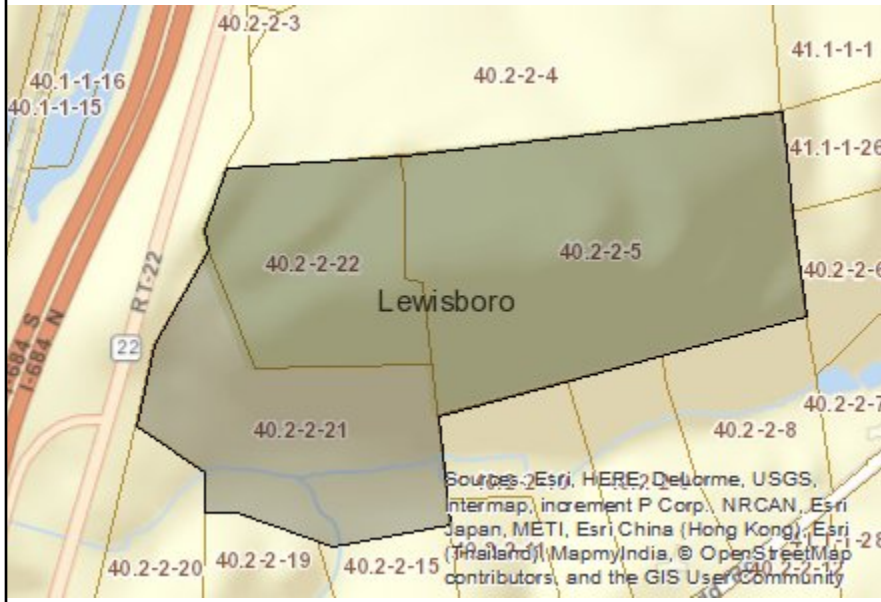 40.2-2-3
41.1-1-1
40.2-2-4
40.1-1-16
40.1-1-15
41.1-1-26
RT-22
40.2-2-5
40.2-2-22
40.2-2-6
Lewisboro
I-684 S
I-684 N
22
40.2-2-7
40.2-2-21
40.2-2-8
Sources: Esri, HERE, DeLorme, USGS,
Intermap, increment P Corp., NRCAN, Esri
Japan, METI, Esri China (Hong Kong), Esri
(Thailand), MapmyIndia, © OpenStreetMap
contributors, and the GIS User Community
40.2-2-19
40.2-2-15
40.2-2-20